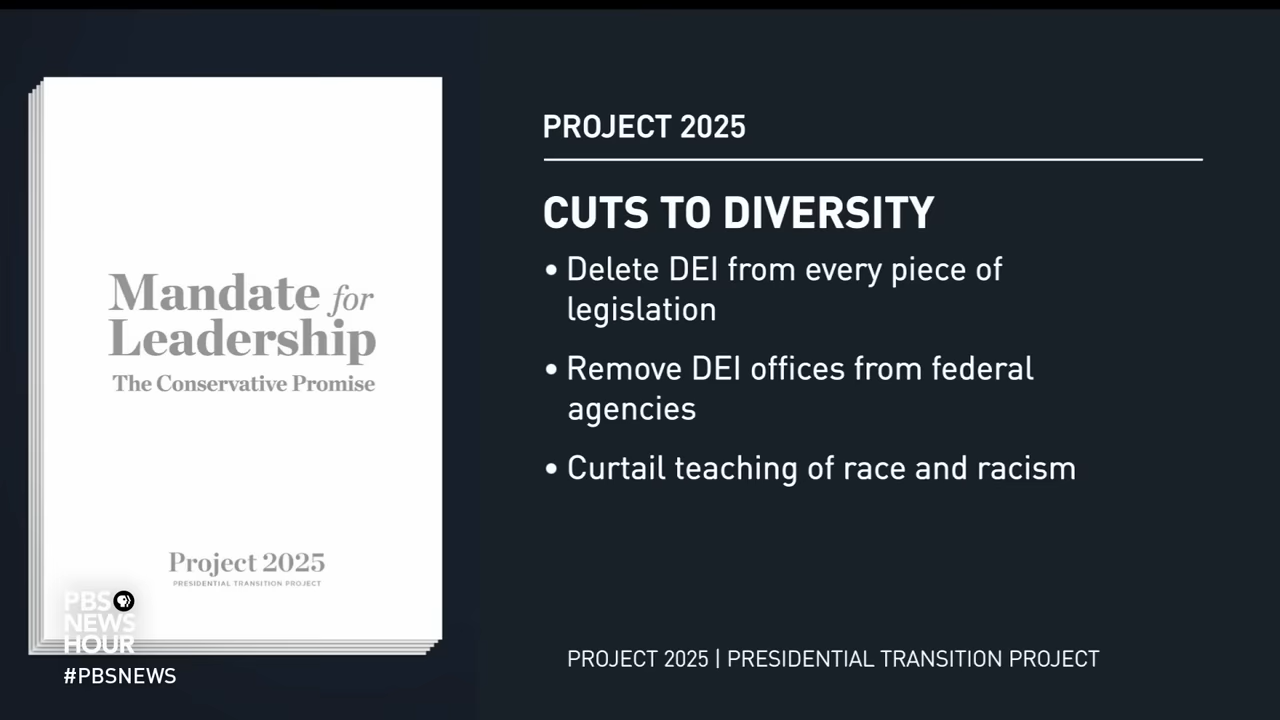 Mandate for
Leadership
The Conservative Promise
Project 2025
PRESIDENTIAL TRANSITION PROJECT
PBS
NEWS
HOUR
#PBSNEWS
PROJECT 2025
CUTS TO DIVERSITY
• Delete DEI from every piece of
legislation
• Remove DEI offices from federal
agencies
• Curtail teaching of race and racism
PROJECT 2025 | PRESIDENTIAL TRANSITION PROJECT